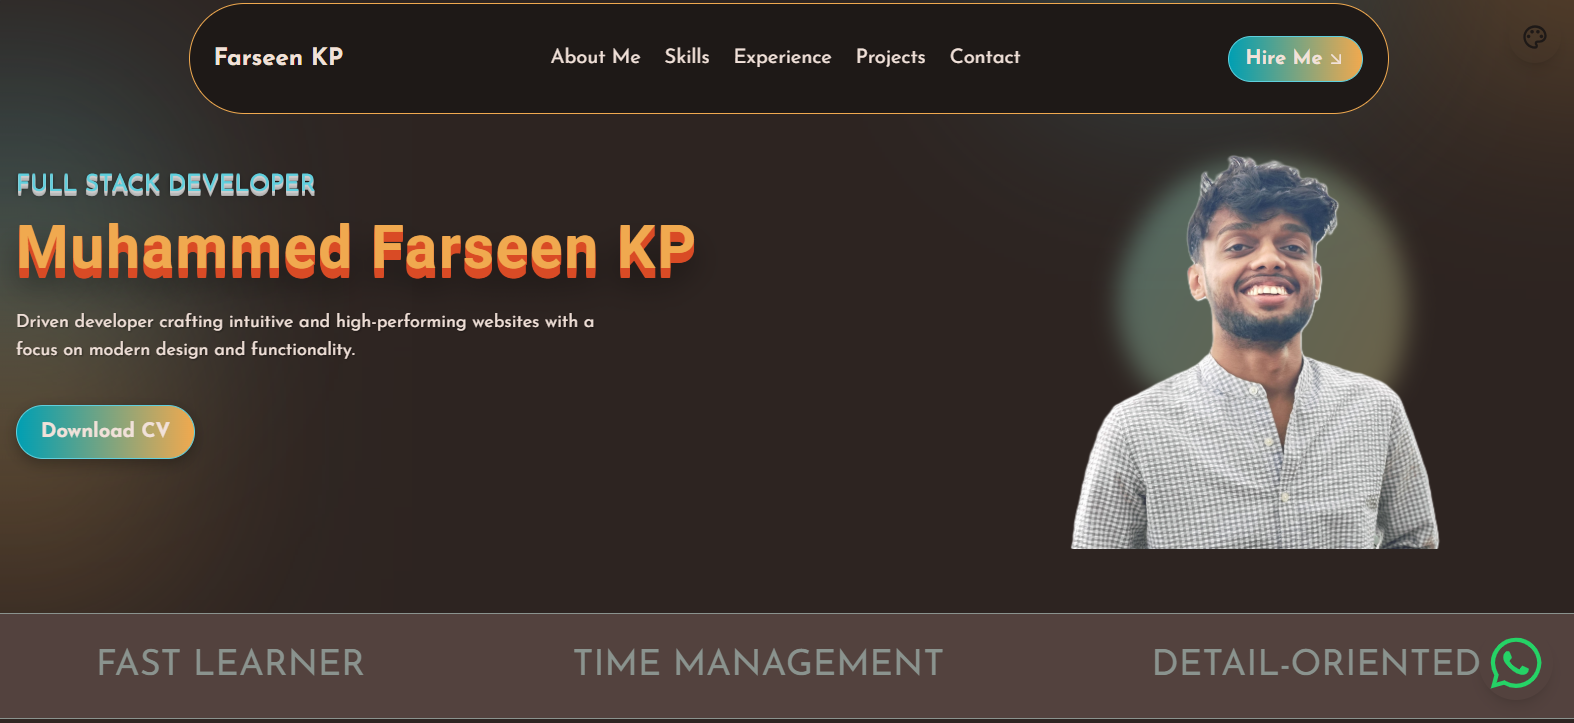 Farseen KP
About Me Skills Experience Projects Contact
Hire Me
FULL STACK DEVELOPER
Muhammed Farseen KP
Driven developer crafting intuitive and high-performing websites with a
focus on modern design and functionality.
Download CV
FAST LEARNER
TIME MANAGEMENT
DETAIL-ORIENTED